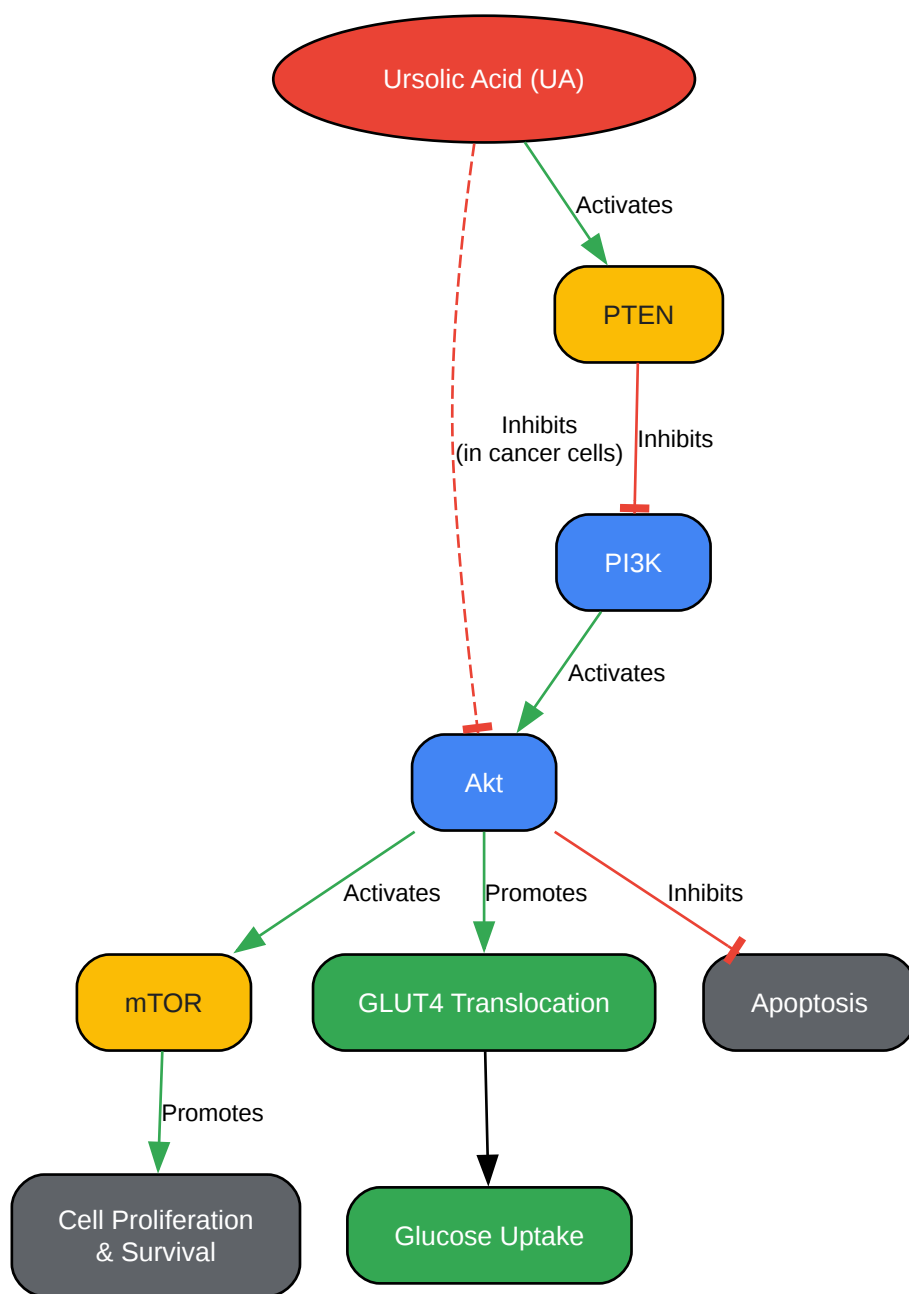 Ursolic Acid (UA)
Activates
PTEN
Inhibits
(in cancer cells)
Inhibits
PI3K
Activates
Akt
Activates
Promotes
Inhibits
mTOR
GLUT4 Translocation
Apoptosis
Promotes
Cell Proliferation
& Survival
Glucose Uptake